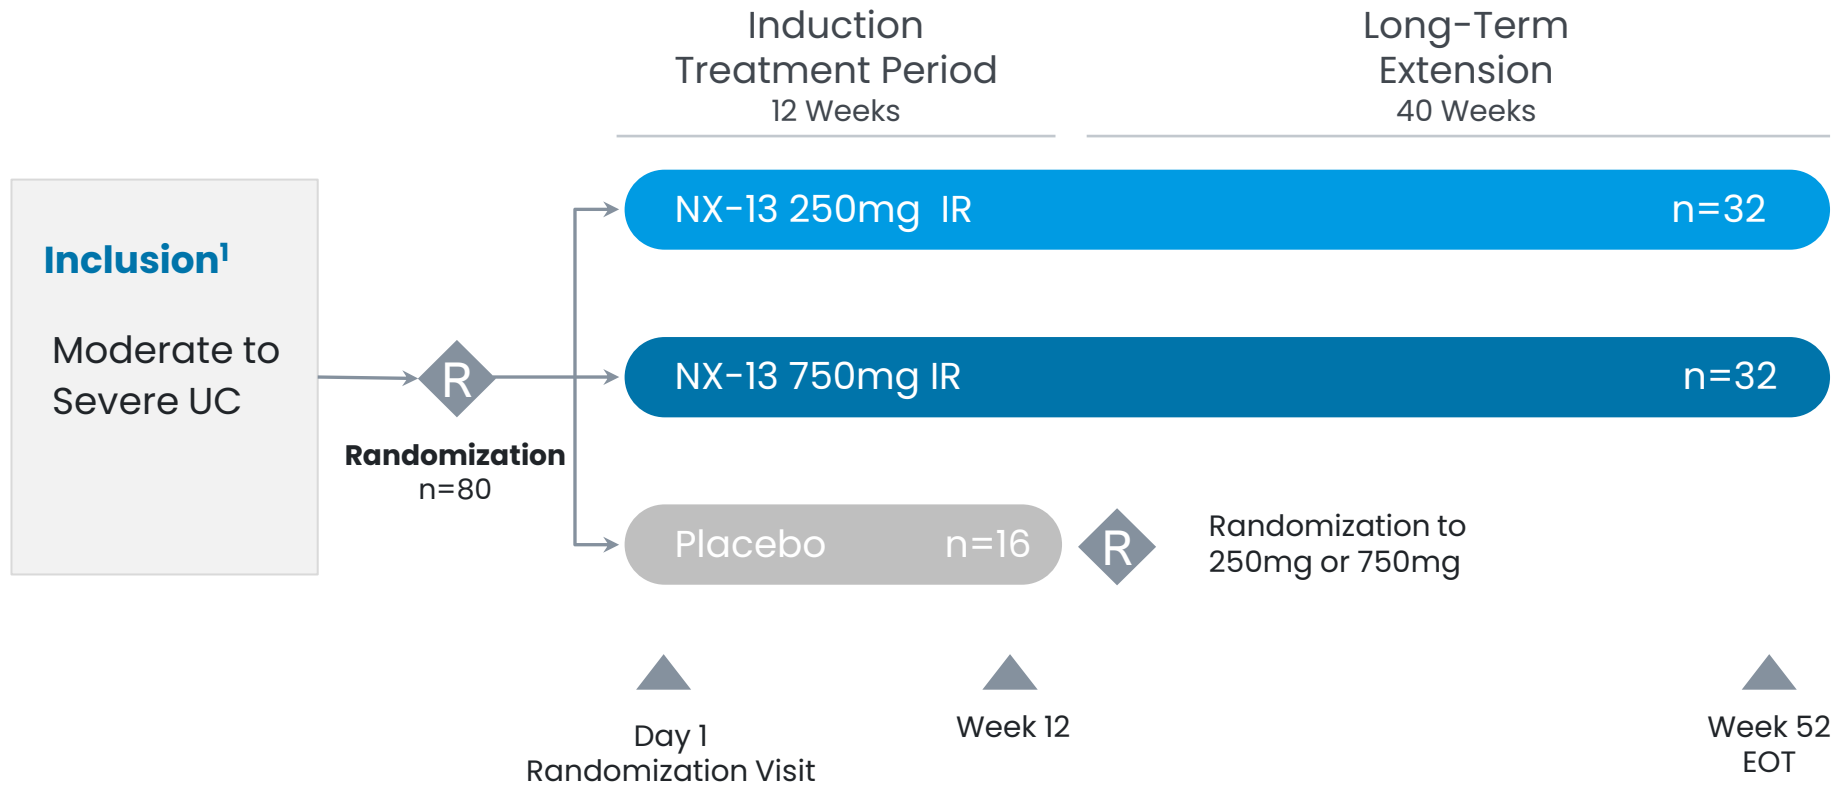 Induction
Treatment Period
12 Weeks
Long-Term
Extension
40 Weeks
Inclusion¹
Moderate to
Severe UC
R
Randomization
n=80
NX-13 250mg  IR
n=32
NX-13 750mg IR
n=32
Placebo
n=16
R
Randomization to
250mg or 750mg
Day 1
Randomization Visit
Week 12
Week 52
EOT